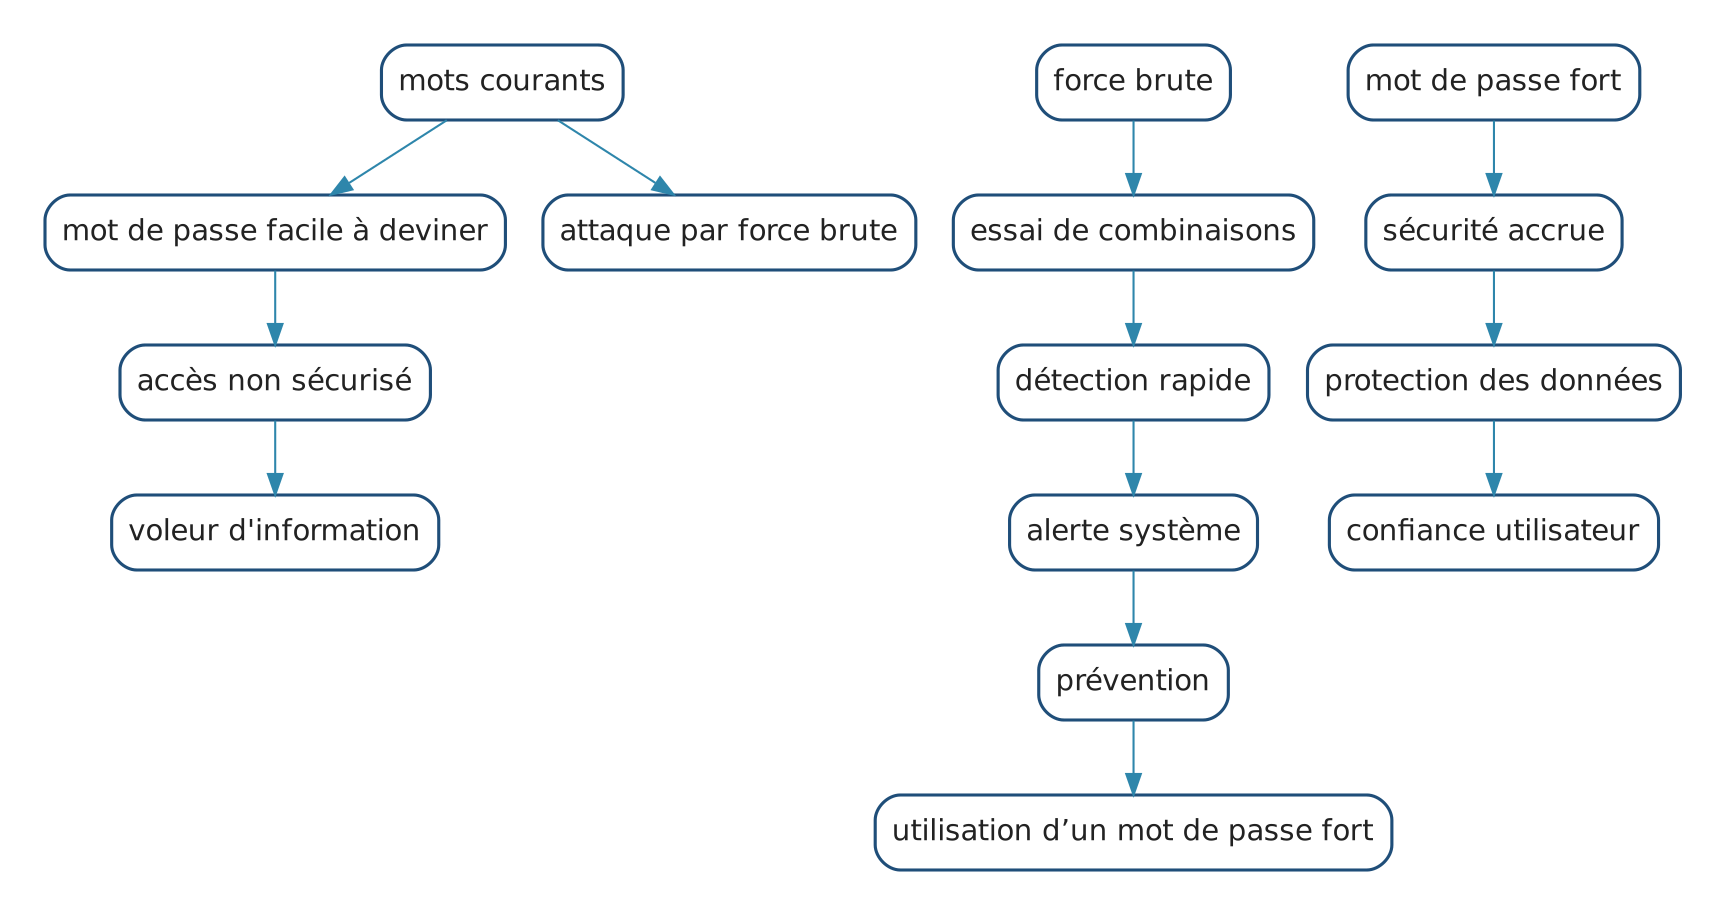 mots courants
force brute
mot de passe fort
mot de passe facile à deviner
attaque par force brute
essai de combinaisons
sécurité accrue
accès non sécurisé
détection rapide
protection des données
voleur d'information
alerte système
confiance utilisateur
prévention
utilisation d’un mot de passe fort